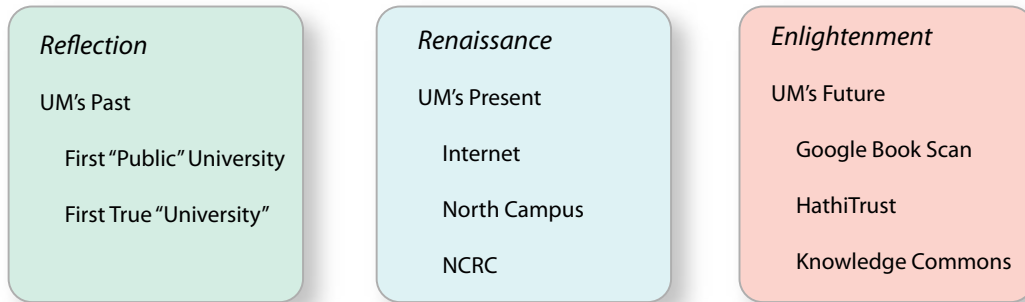 Reflection
UM’s Past
First “Public” University
First True “University”
Renaissance
UM’s Present
Internet
North Campus
NCRC
Enlightenment
UM’s Future
Google Book Scan
HathiTrust
Knowledge Commons